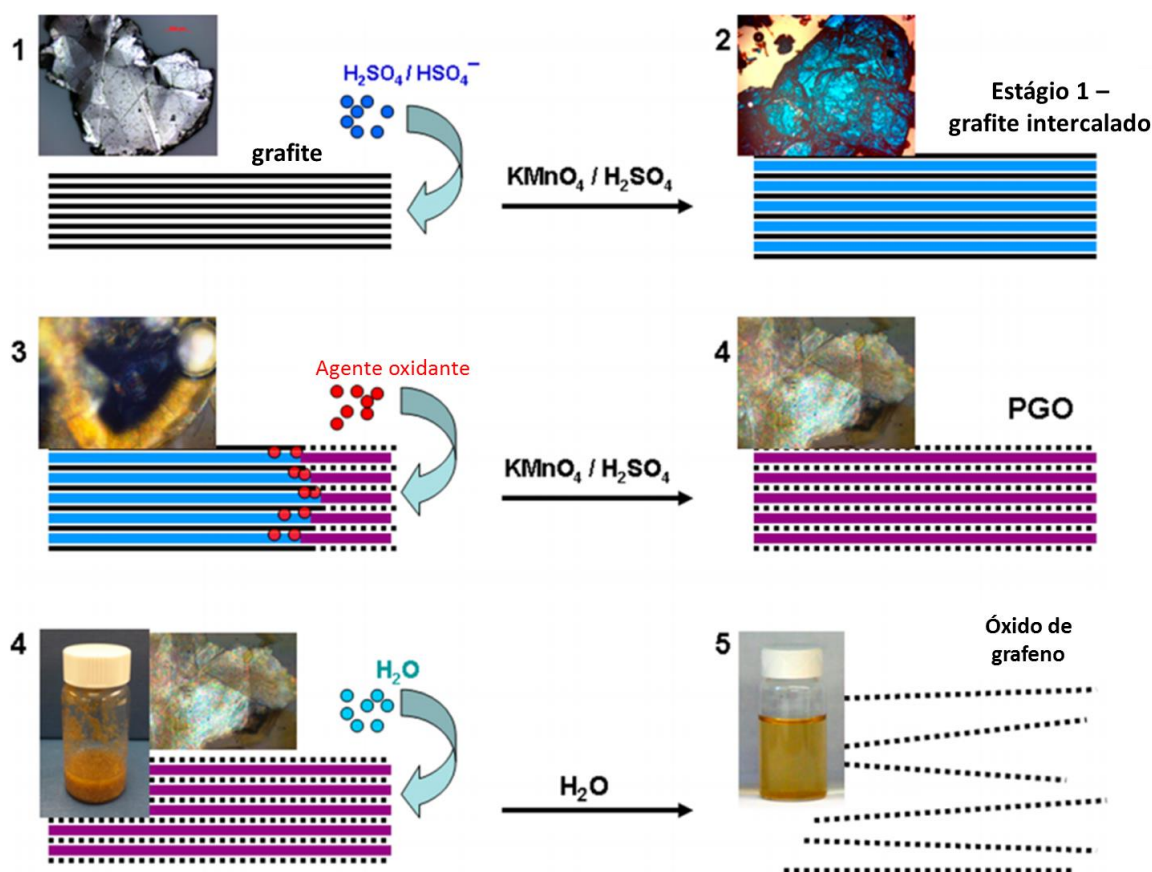 1
H₂SO₄ / HSO₄⁻
grafite
KMnO₄ / H₂SO₄
2
Estágio 1 –
grafite intercalado
3
Agente oxidante
KMnO₄ / H₂SO₄
4
PGO
4
H₂O
H₂O
5
Óxido de
grafeno